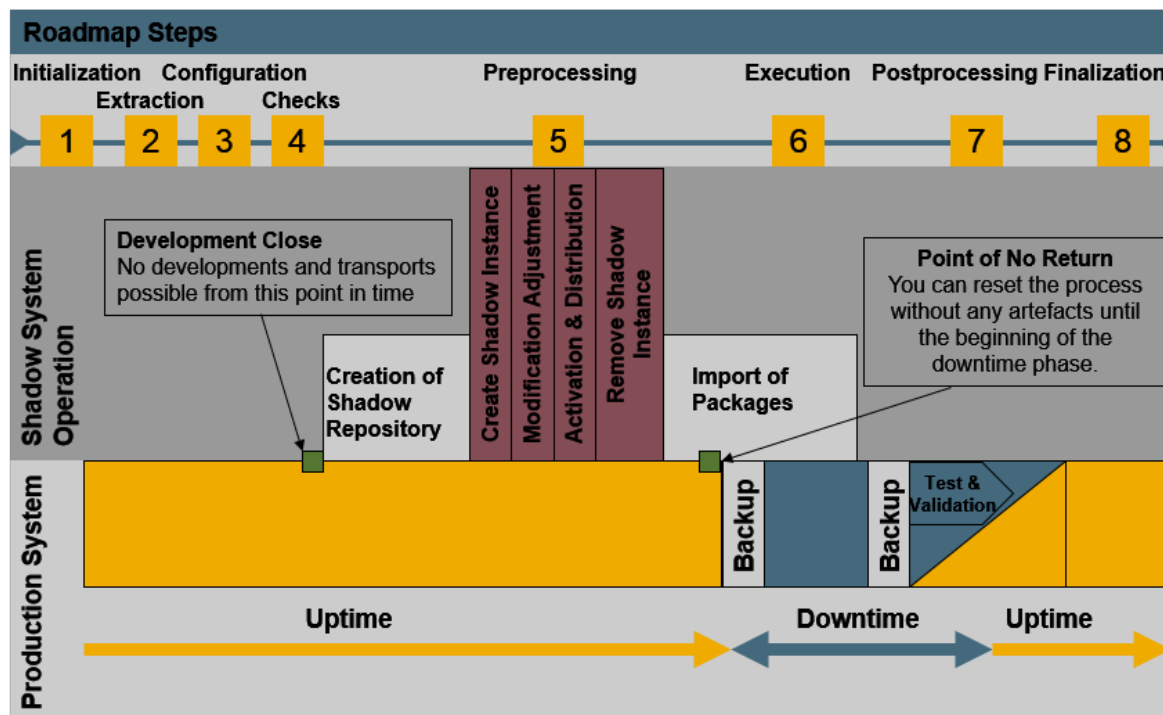 Roadmap Steps
Initialization
Configuration
Preprocessing
Execution
Postprocessing
Finalization
Extraction
Checks
1
2
3
4
5
6
7
8
Shadow System
Operation
Development Close
No developments and transports
possible from this point in time
Creation of
Shadow
Repository
Create Shadow Instance
Modification Adjustment
Activation & Distribution
Remove Shadow
Instance
Import of
Packages
Point of No Return
You can reset the process
without any artefacts until
the beginning of the
downtime phase.
Production System
Backup
Backup
Test &
Validation
Uptime
Downtime
Uptime